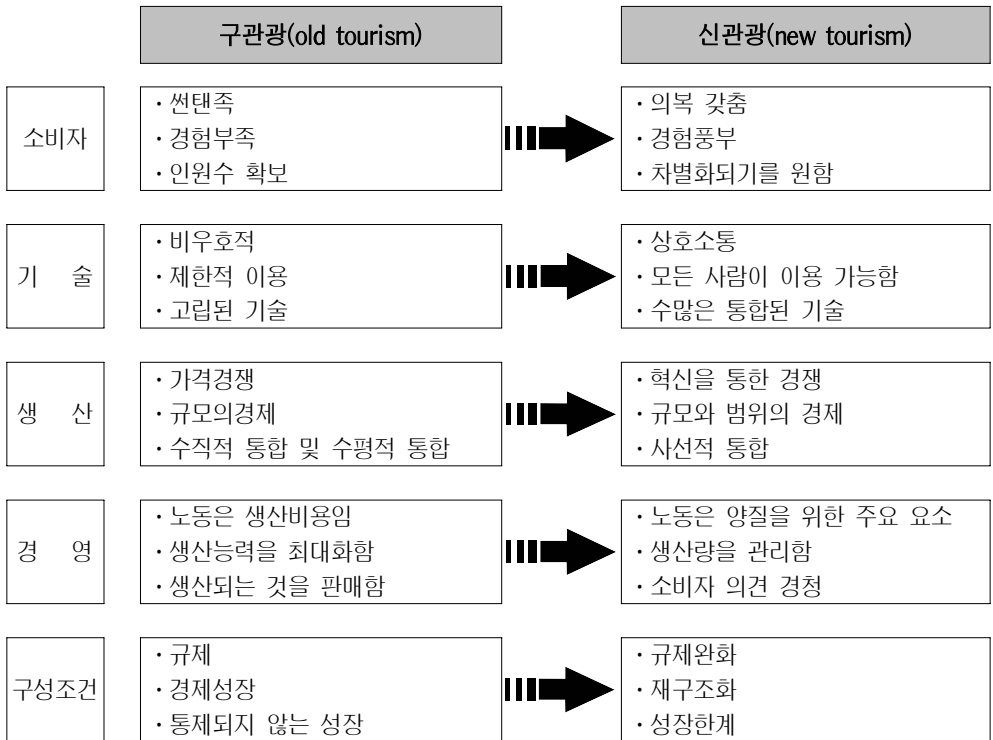 구관광(old tourism)
신관광(new tourism)
소비자
·썬탠족
·경험부족
·인원수 확보
·의복 갖춤
·경험풍부
·차별화되기를 원함
기 술
·비우호적
·제한적 이용
·고립된 기술
·상호소통
·모든 사람이 이용 가능함
·수많은 통합된 기술
생 산
·가격경쟁
·규모의경제
·수직적 통합 및 수평적 통합
·혁신을 통한 경쟁
·규모와 범위의 경제
·사선적 통합
경 영
·노동은 생산비용임
·생산능력을 최대화함
·생산되는 것을 판매함
·노동은 양질을 위한 주요 요소
·생산량을 관리함
·소비자 의견 경청
구성조건
·규제
·경제성장
·통제되지 않는 성장
·규제완화
·재구조화
·성장한계